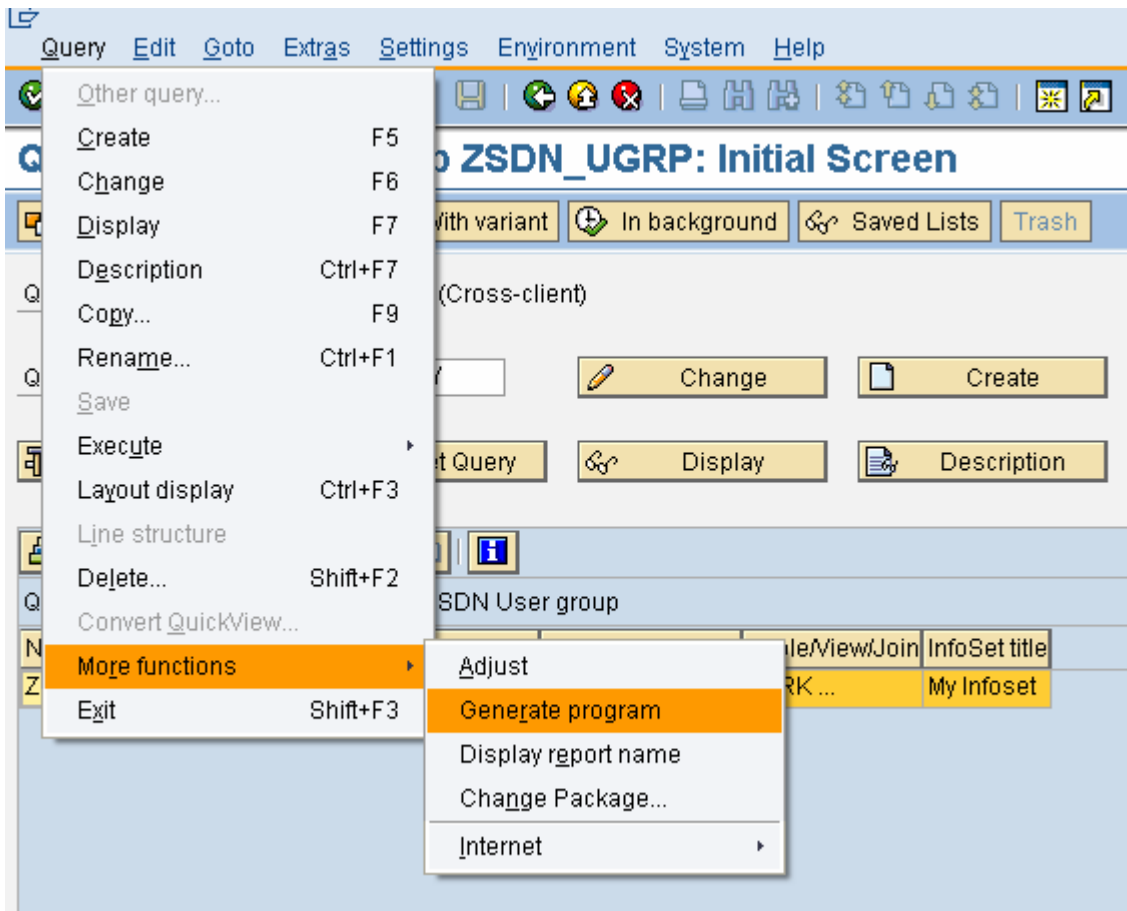 Query Edit Goto Extras Settings Environment System Help
Other query...
Create F5
ZSDN_UGRP: Initial Screen
Change F6
Display F7
With variant In background Saved Lists Trash
Description Ctrl+F7
(Cross-client)
Copy... F9
Rename... Ctrl+F1
Change Create
Save
Execute
Query Display Description
Layout display Ctrl+F3
Line structure
Delete... Shift+F2
SDN User group
Convert QuickView...
More functions
le/View/Join InfoSet title
Adjust
RK ... My Infoset
Exit Shift+F3
Generate program
Display report name
Change Package...
Internet